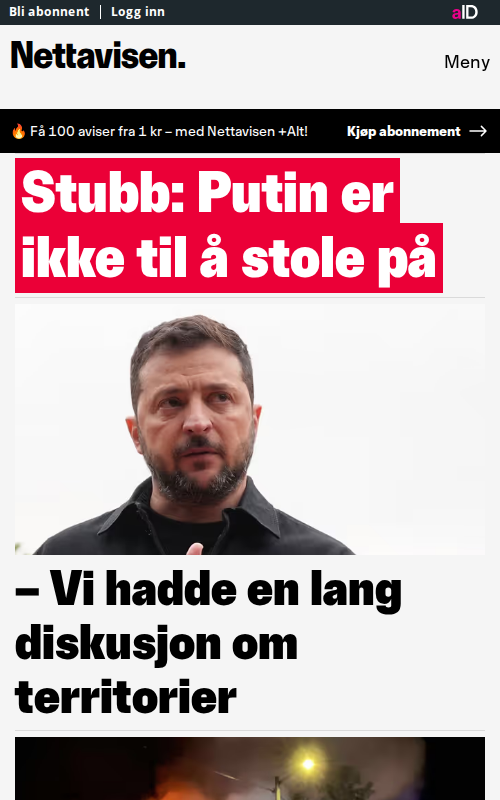 Bli abonnent | Logg inn
aID
Nettavisen.
Meny
🔥 Få 100 aviser fra 1 kr – med Nettavisen +Alt!
Kjøp abonnement →
Stubb: Putin er
ikke til å stole på
– Vi hadde en lang
diskusjon om
territorier